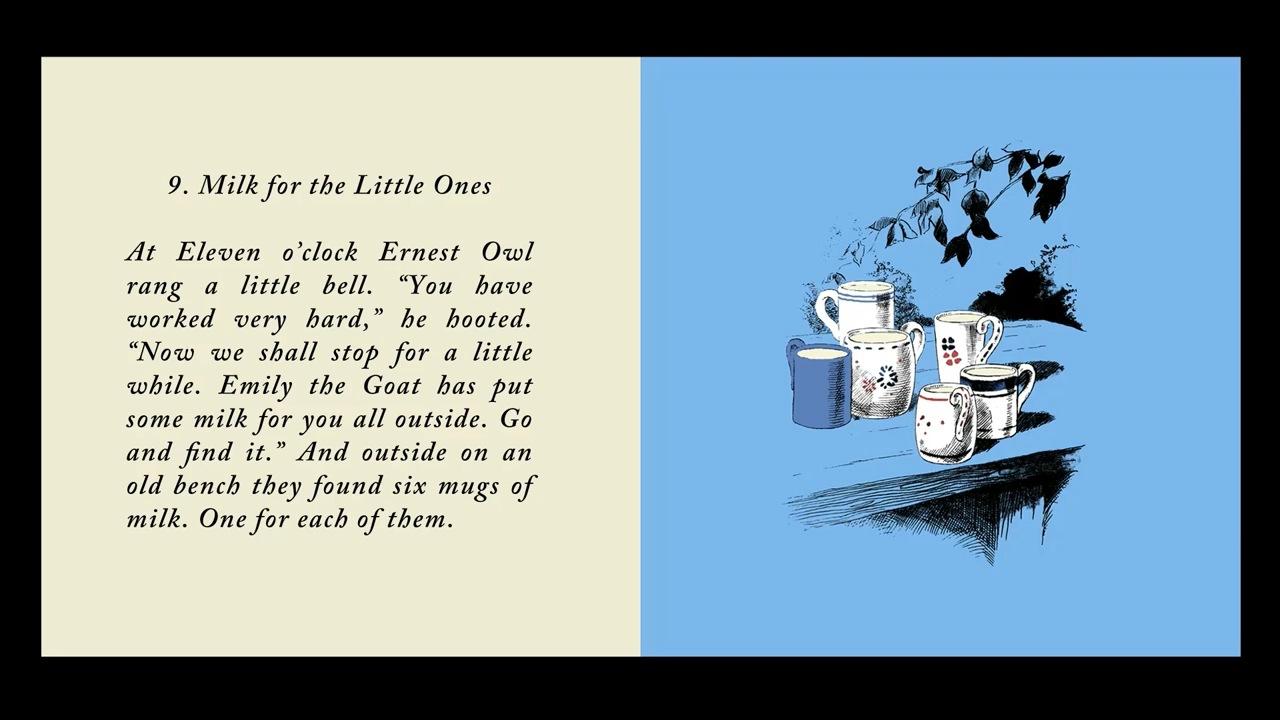 9. Milk for the Little Ones
At Eleven o’clock Ernest Owl
rang a little bell. “You have
worked very hard,” he hooted.
“Now we shall stop for a little
while. Emily the Goat has put
some milk for you all outside. Go
and find it.” And outside on an
old bench they found six mugs of
milk. One for each of them.